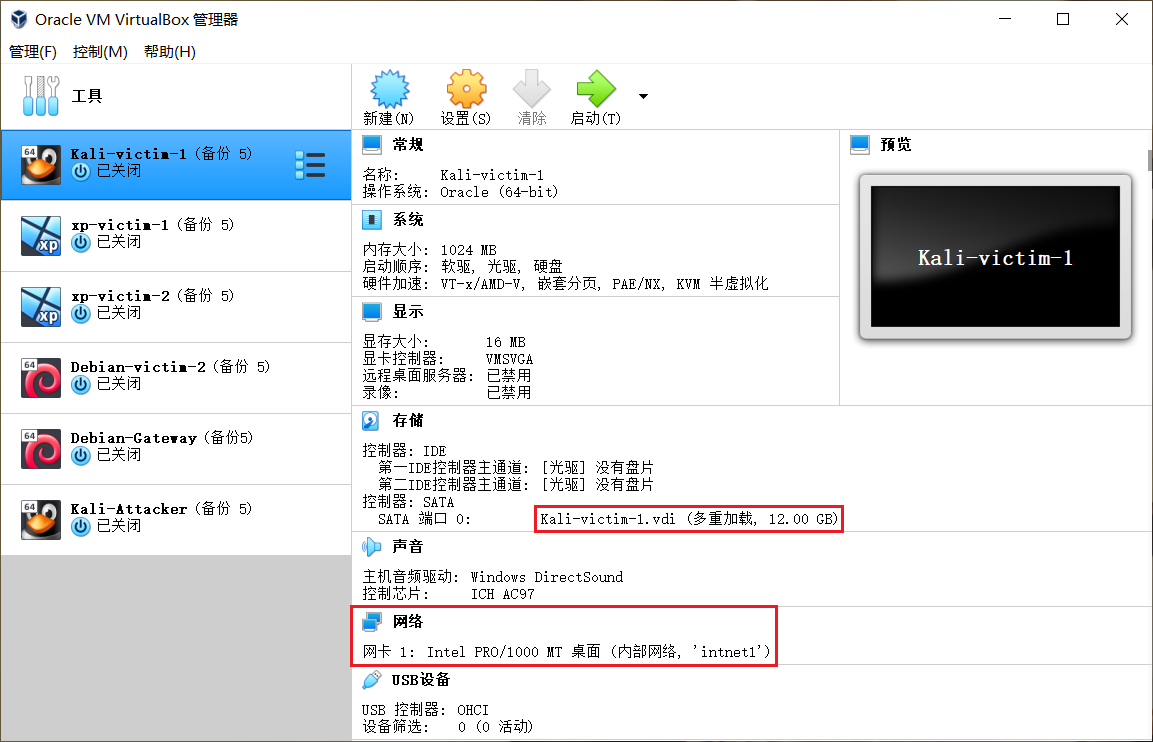 Oracle VM VirtualBox 管理器
管理(F) 控制(M) 帮助(H)
工具
64
Kali-victim-1 (备份 5)
已关闭
xp
xp-victim-1 (备份 5)
已关闭
xp
xp-victim-2 (备份 5)
已关闭
64
Debian-victim-2 (备份 5)
已关闭
64
Debian-Gateway (备份5)
已关闭
64
Kali-Attacker (备份 5)
已关闭
新建(N) 设置(S) 清除 启动(T)
常规
名称: Kali-victim-1
操作系统: Oracle (64-bit)
系统
内存大小: 1024 MB
启动顺序: 软驱, 光驱, 硬盘
硬件加速: VT-x/AMD-V, 嵌套分页, PAE/NX, KVM 半虚拟化
显示
显存大小: 16 MB
显卡控制器: VMSVGA
远程桌面服务器: 已禁用
录像: 已禁用
预览
Kali-victim-1
存储
控制器: IDE
第一IDE控制器主通道: [光驱] 没有盘片
第二IDE控制器主通道: [光驱] 没有盘片
控制器: SATA
SATA 端口 0: Kali-victim-1.vdi (多重加载, 12.00 GB)
声音
主机音频驱动: Windows DirectSound
控制芯片: ICH AC97
网络
网卡 1: Intel PRO/1000 MT 桌面 (内部网络, 'intnet1')
USB设备
USB 控制器: OHCI
设备筛选: 0 (0 活动)